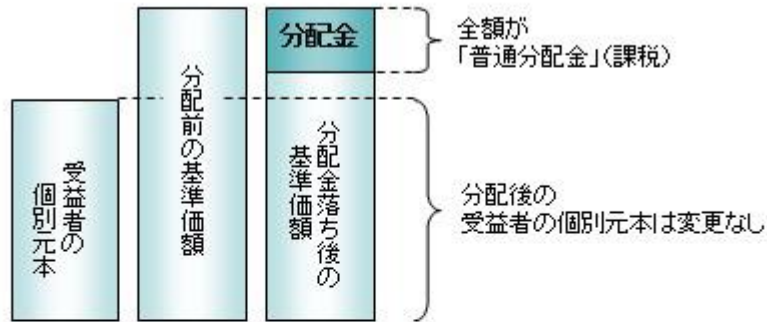 受益者の
個別元本
分配前の基準価額
分配金
分配金落ち後の
基準価額
全額が
「普通分配金」(課税)
分配後の
受益者の個別元本は変更なし